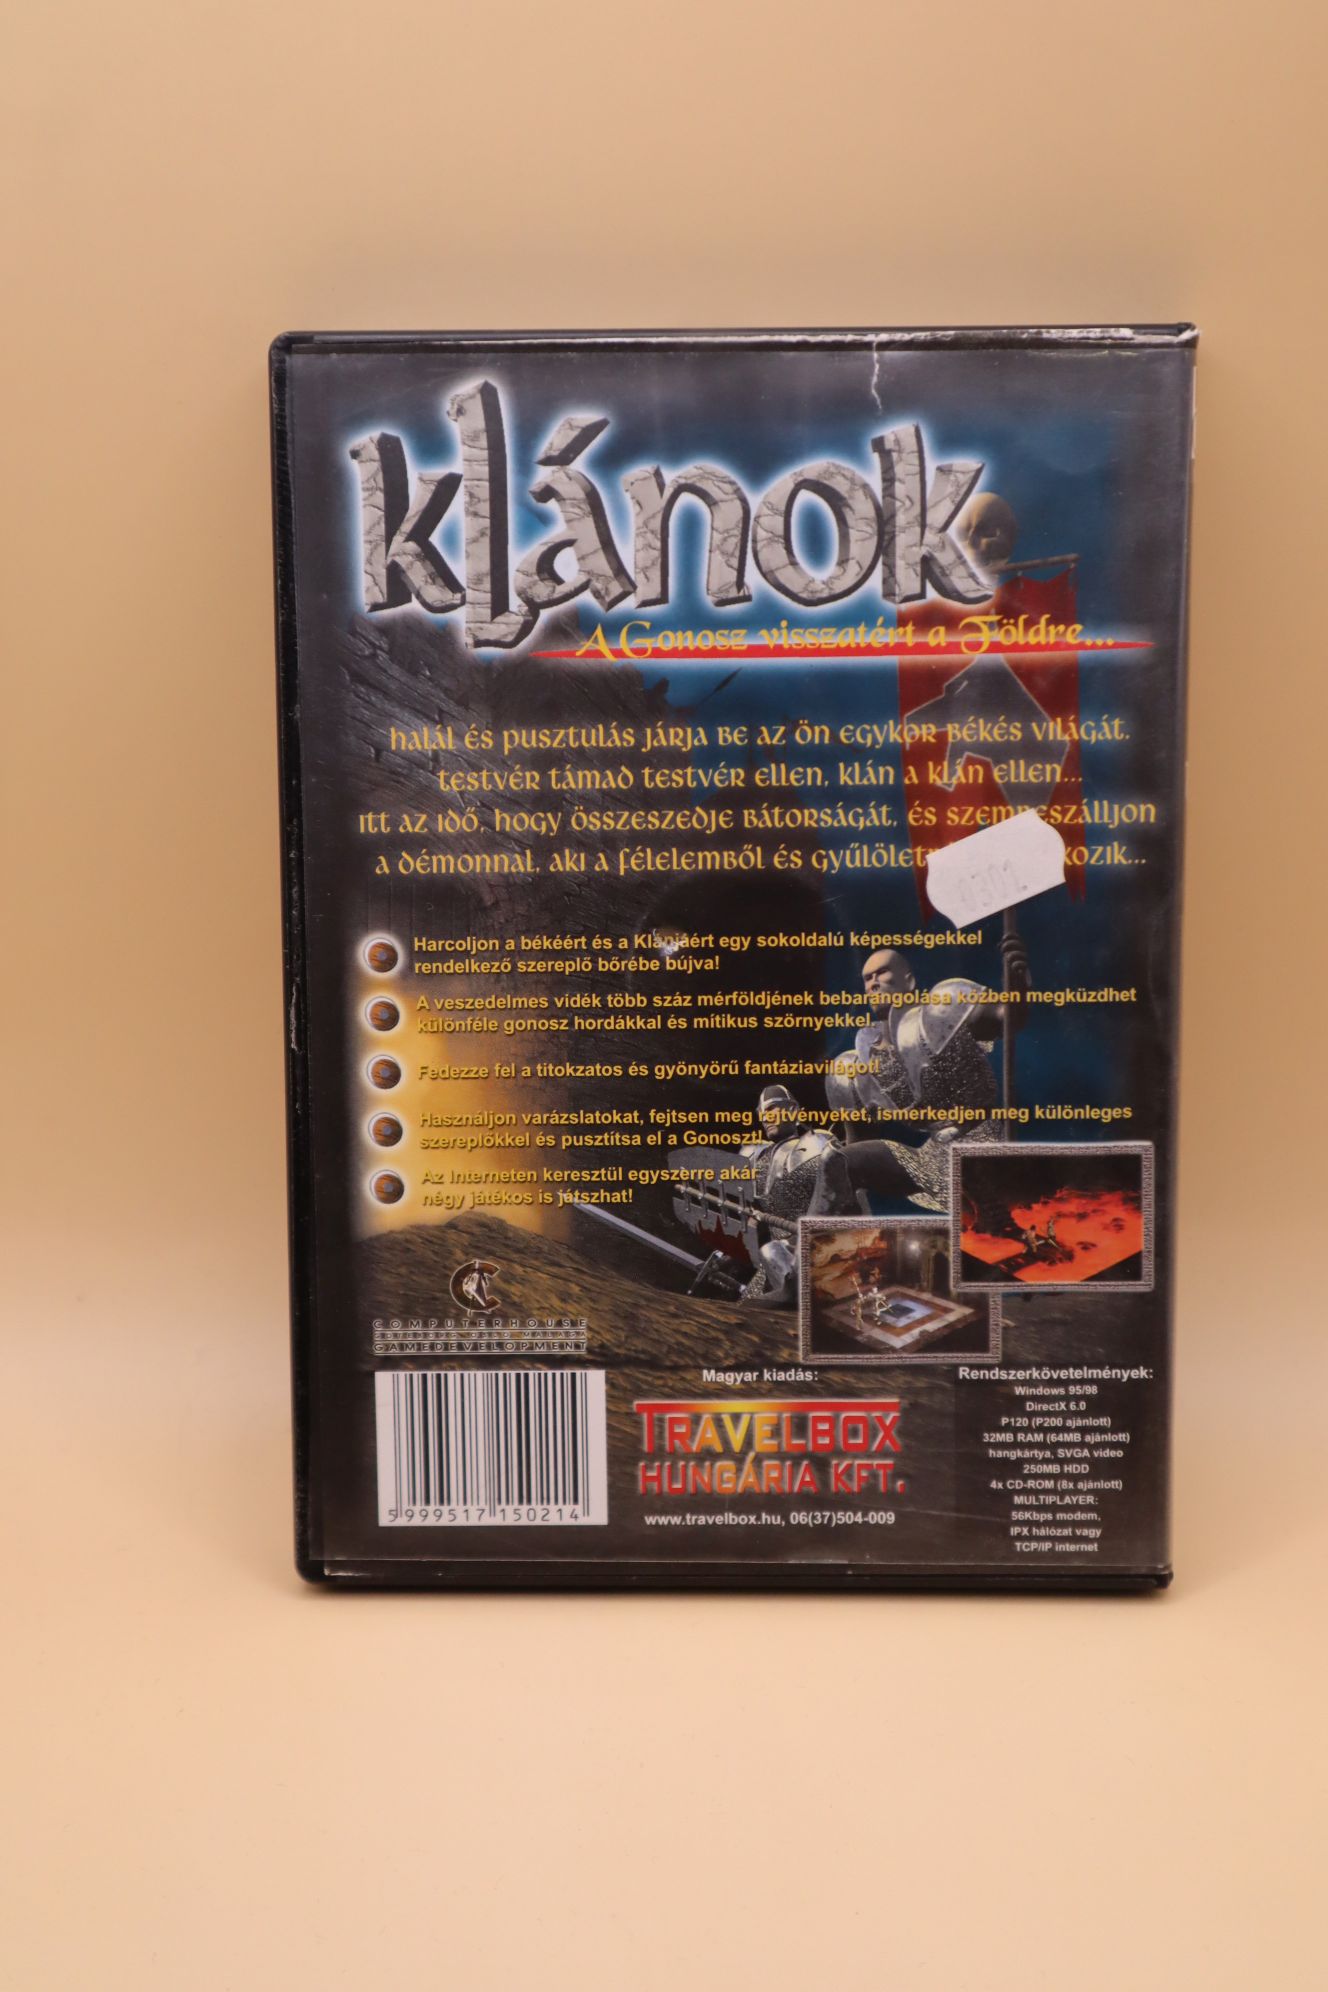 klánok
A Gonosz visszatért a Földre...
halál és pusztulás járja be az ön egykor békés világát.
testvér támad testvér ellen, klán a klán ellen...
itt az idő, hogy összeszedje bátorságát, és szembeszálljon
a démonnal, aki a félelemből és gyűlölet
0301
Harcoljon a békéért és a Klánjáért egy sokoldalú képességekkel
rendelkező szereplő bőrébe bújva!
A veszedelmes vidék több száz mérföldjének bebarangolása közben megküzdhet
különféle gonosz hordákkal és mítikus szörnyekkel.
Fedezze fel a titokzatos és gyönyörű fantáziavilágot!
Használjon varázslatokat, fejtsen meg rejtvényeket, ismerkedjen meg különleges
szereplőkkel és pusztítsa el a Gonoszt!
Az Interneten keresztül egyszerre akár
négy játékos is játszhat!
COMPUTERHOUSE
GAMEDEVELOPMENT
5 999517 150214
Magyar kiadás:
TRAVELBOX
HUNGÁRIA KFT.
www.travelbox.hu, 06(37)504-009
Rendszerkövetelmények:
Windows 95/98
DirectX 6.0
P120 (P200 ajánlott)
32MB RAM (64MB ajánlott)
hangkártya, SVGA video
250MB HDD
4x CD-ROM (8x ajánlott)
MULTIPLAYER:
56Kbps modem,
IPX hálózat vagy
TCP/IP internet